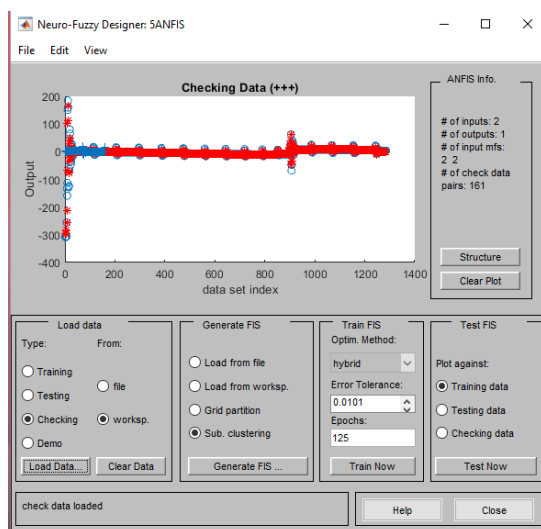 Neuro-Fuzzy Designer: 5ANFIS
File Edit View
Checking Data (+++)
200
100
0
-100
-200
-300
-400
Output
0 200 400 600 800 1000 1200 1400
data set index
ANFIS Info.
# of inputs: 2
# of outputs: 1
# of input mfs:
2 2
# of check data
pairs: 161
Structure
Clear Plot
Load data
Type: From:
Training
Testing
Checking
Demo
file
worksp.
Load Data...
Clear Data
Generate FIS
Load from file
Load from worksp.
Grid partition
Sub. clustering
Generate FIS ...
Train FIS
Optim. Method:
hybrid
Error Tolerance:
0.0101
Epochs:
125
Train Now
Test FIS
Plot against:
Training data
Testing data
Checking data
Test Now
check data loaded
Help
Close